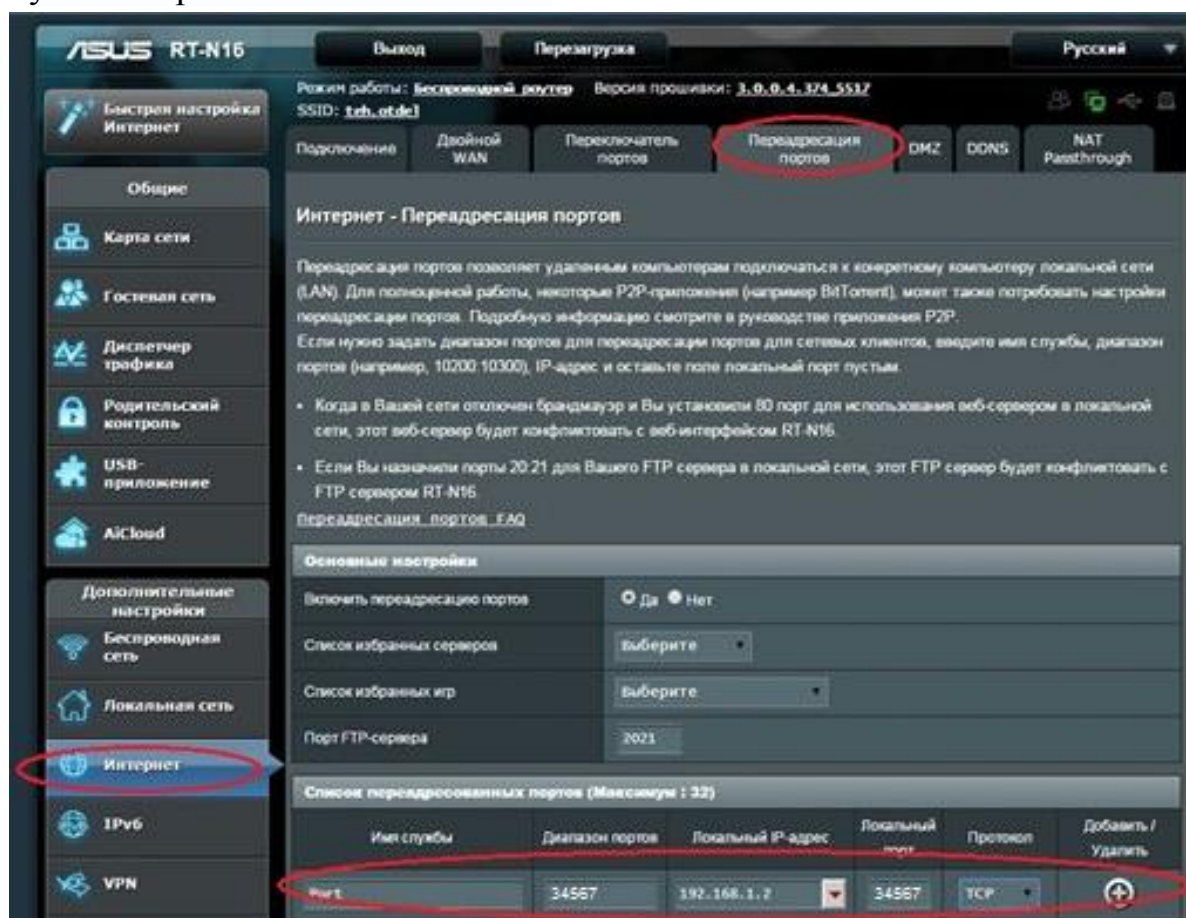 ASUS RT-N16
Выход
Перезагрузка
Русский
Быстрая настройка
Интернет
Режим работы: Беспроводной роутер Версия прошивки: 3.0.0.4.374_5517
SSID: tzh_otdel
Подключение
Двойной
WAN
Переключатель
портов
Переадресация
портов
DMZ
DDNS
NAT
Passthrough
Общие
Карта сети
Гостевая сеть
Диспетчер
трафика
Родительский
контроль
USB-
приложение
AiCloud
Дополнительные
настройки
Беспроводная
сеть
Локальная сеть
Интернет
IPv6
VPN
Интернет - Переадресация портов
Переадресация портов позволяет удаленным компьютерам подключаться к конкретному компьютеру локальной сети
(LAN). Для полноценной работы, некоторые P2P-приложения (например BitTorrent), может также потребовать настройки
переадресации портов. Подробную информацию смотрите в руководстве приложения P2P.
Если нужно задать диапазон портов для переадресации портов для сетевых клиентов, введите имя службы, диапазон
портов (например, 10200:10300), IP-адрес и оставьте поле локальный порт пустым.
• Когда в Вашей сети отключен брандмауэр и Вы установили 80 порт для использования веб-сервером в локальной
сети, этот веб-сервер будет конфликтовать с веб-интерфейсом RT-N16.
• Если Вы назначили порты 20:21 для Вашего FTP сервера в локальной сети, этот FTP сервер будет конфликтовать с
FTP сервером RT-N16.
Переадресация портов FAQ
Основные настройки
Включить переадресацию портов Да Нет
Список избранных серверов Выберите
Список избранных игр Выберите
Порт FTP-сервера 2021
Список переадресованных портов (Максимум : 32)
Имя службы
Диапазон портов
Локальный IP-адрес
Локальный
порт
Протокол
Добавить /
Удалить
Port 34567 192.168.1.2 34567 TCP